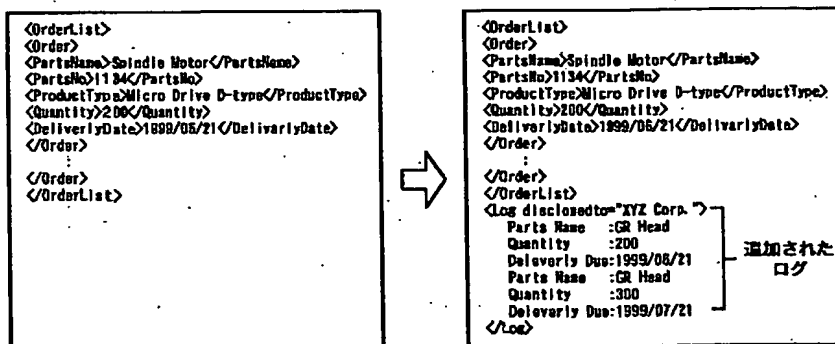 <OrderList>
<Order>
<PartsName>Spindle Motor</PartsName>
<PartsNo>1134</PartsNo>
<ProductType>Micro Drive D-type</ProductType>
<Quantity>200</Quantity>
<DeliverlyDate>1999/06/21</DelivarlyDate>
</Order>
:
</Order>
</OrderList>
<OrderList>
<Order>
<PartsName>Spindle Motor</PartsName>
<PartsNo>1134</PartsNo>
<ProductType>Micro Drive D-type</ProductType>
<Quantity>200</Quantity>
<DeliverlyDate>1999/06/21</DelivarlyDate>
</Order>
:
</Order>
</OrderList>
<Log disclosedto="XYZ Corp.">
Parts Name :GR Head
Quantity :200
Deleverly Due:1999/06/21
Parts Name :GR Head
Quantity :300
Deleverly Due:1999/07/21
</Log>
追加された
ログ